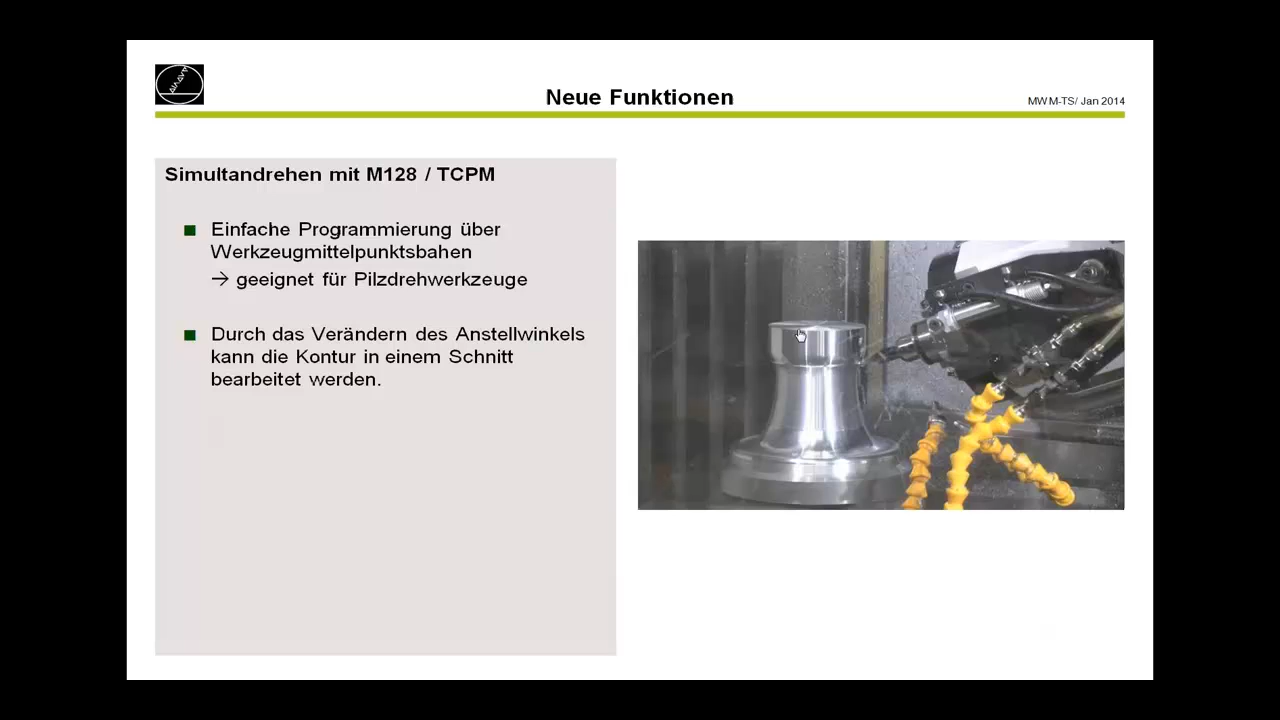 Neue Funktionen
MWM-TS/ Jan 2014
Simultandrehen mit M128 / TCPM
Einfache Programmierung über
Werkzeugmittelpunktsbahen
→ geeignet für Pilzdrehwerkzeuge
Durch das Verändern des Anstellwinkels
kann die Kontur in einem Schnitt
bearbeitet werden.